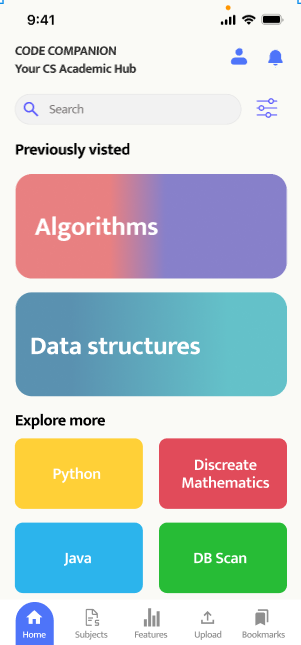 9:41
CODE COMPANION
Your CS Academic Hub
Search
Previously visted
Algorithms
Data structures
Explore more
Python
Discreate
Mathematics
Java
DB Scan
Home
Subjects
Features
Upload
Bookmarks